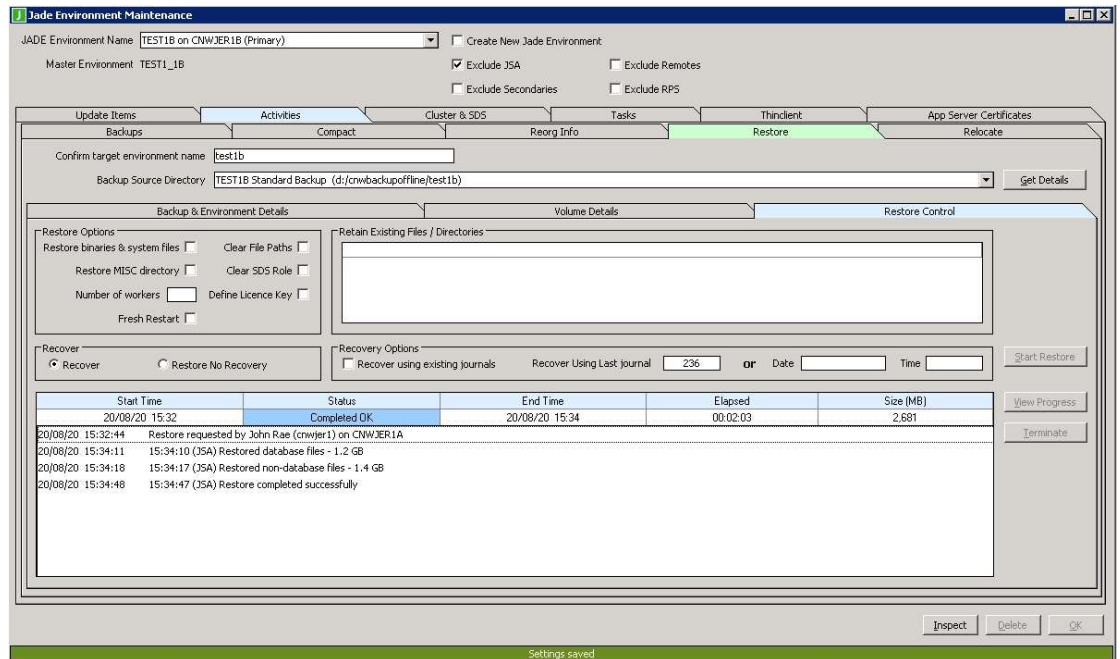 Jade Environment Maintenance
JADE Environment Name TEST1B on CNWJER1B (Primary) Create New Jade Environment
Master Environment TEST1_1B Exclude JSA Exclude Remotes
Exclude Secondaries Exclude RPS
Update Items Activities Cluster & SDS Tasks Thinclient App Server Certificates
Backups Compact Reorg Info Restore Relocate
Confirm target environment name test1b
Backup Source Directory TEST1B Standard Backup (d:/cnwbackupoffline/test1b) Get Details
Backup & Environment Details Volume Details Restore Control
Restore Options Retain Existing Files / Directories
Restore binaries & system files Clear File Paths
Restore MISC directory Clear SDS Role
Number of workers Define Licence Key
Fresh Restart
Recover Recovery Options
Recover Restore No Recovery Recover using existing journals Recover Using Last journal 236 or Date Time Start Restore
Start Time Status End Time Elapsed Size (MB) View Progress
20/08/20 15:32 Completed OK 20/08/20 15:34 00:02:03 2,681
20/08/20 15:32:44 Restore requested by John Rae (cnwjer1) on CNWJER1A Terminate
20/08/20 15:34:11 15:34:10 (JSA) Restored database files - 1.2 GB
20/08/20 15:34:18 15:34:17 (JSA) Restored non-database files - 1.4 GB
20/08/20 15:34:48 15:34:47 (JSA) Restore completed successfully
Inspect Delete OK
Settings saved